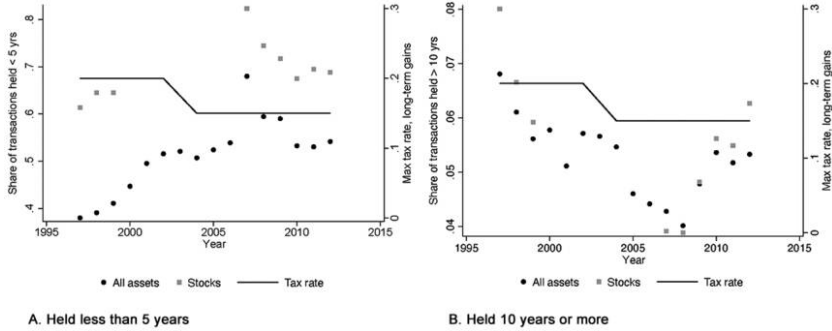 Share of transactions held < 5 yrs
.8
.7
.6
.5
.4
.3
.2
.1
0
Max tax rate, long-term gains
1995
2000
2005
2010
2015
Year
All assets
Stocks
Tax rate
A. Held less than 5 years
Share of transactions held > 10 yrs
.08
.07
.06
.05
.04
.3
.2
.1
0
Max tax rate, long-term gains
1995
2000
2005
2010
2015
Year
All assets
Stocks
Tax rate
B. Held 10 years or more